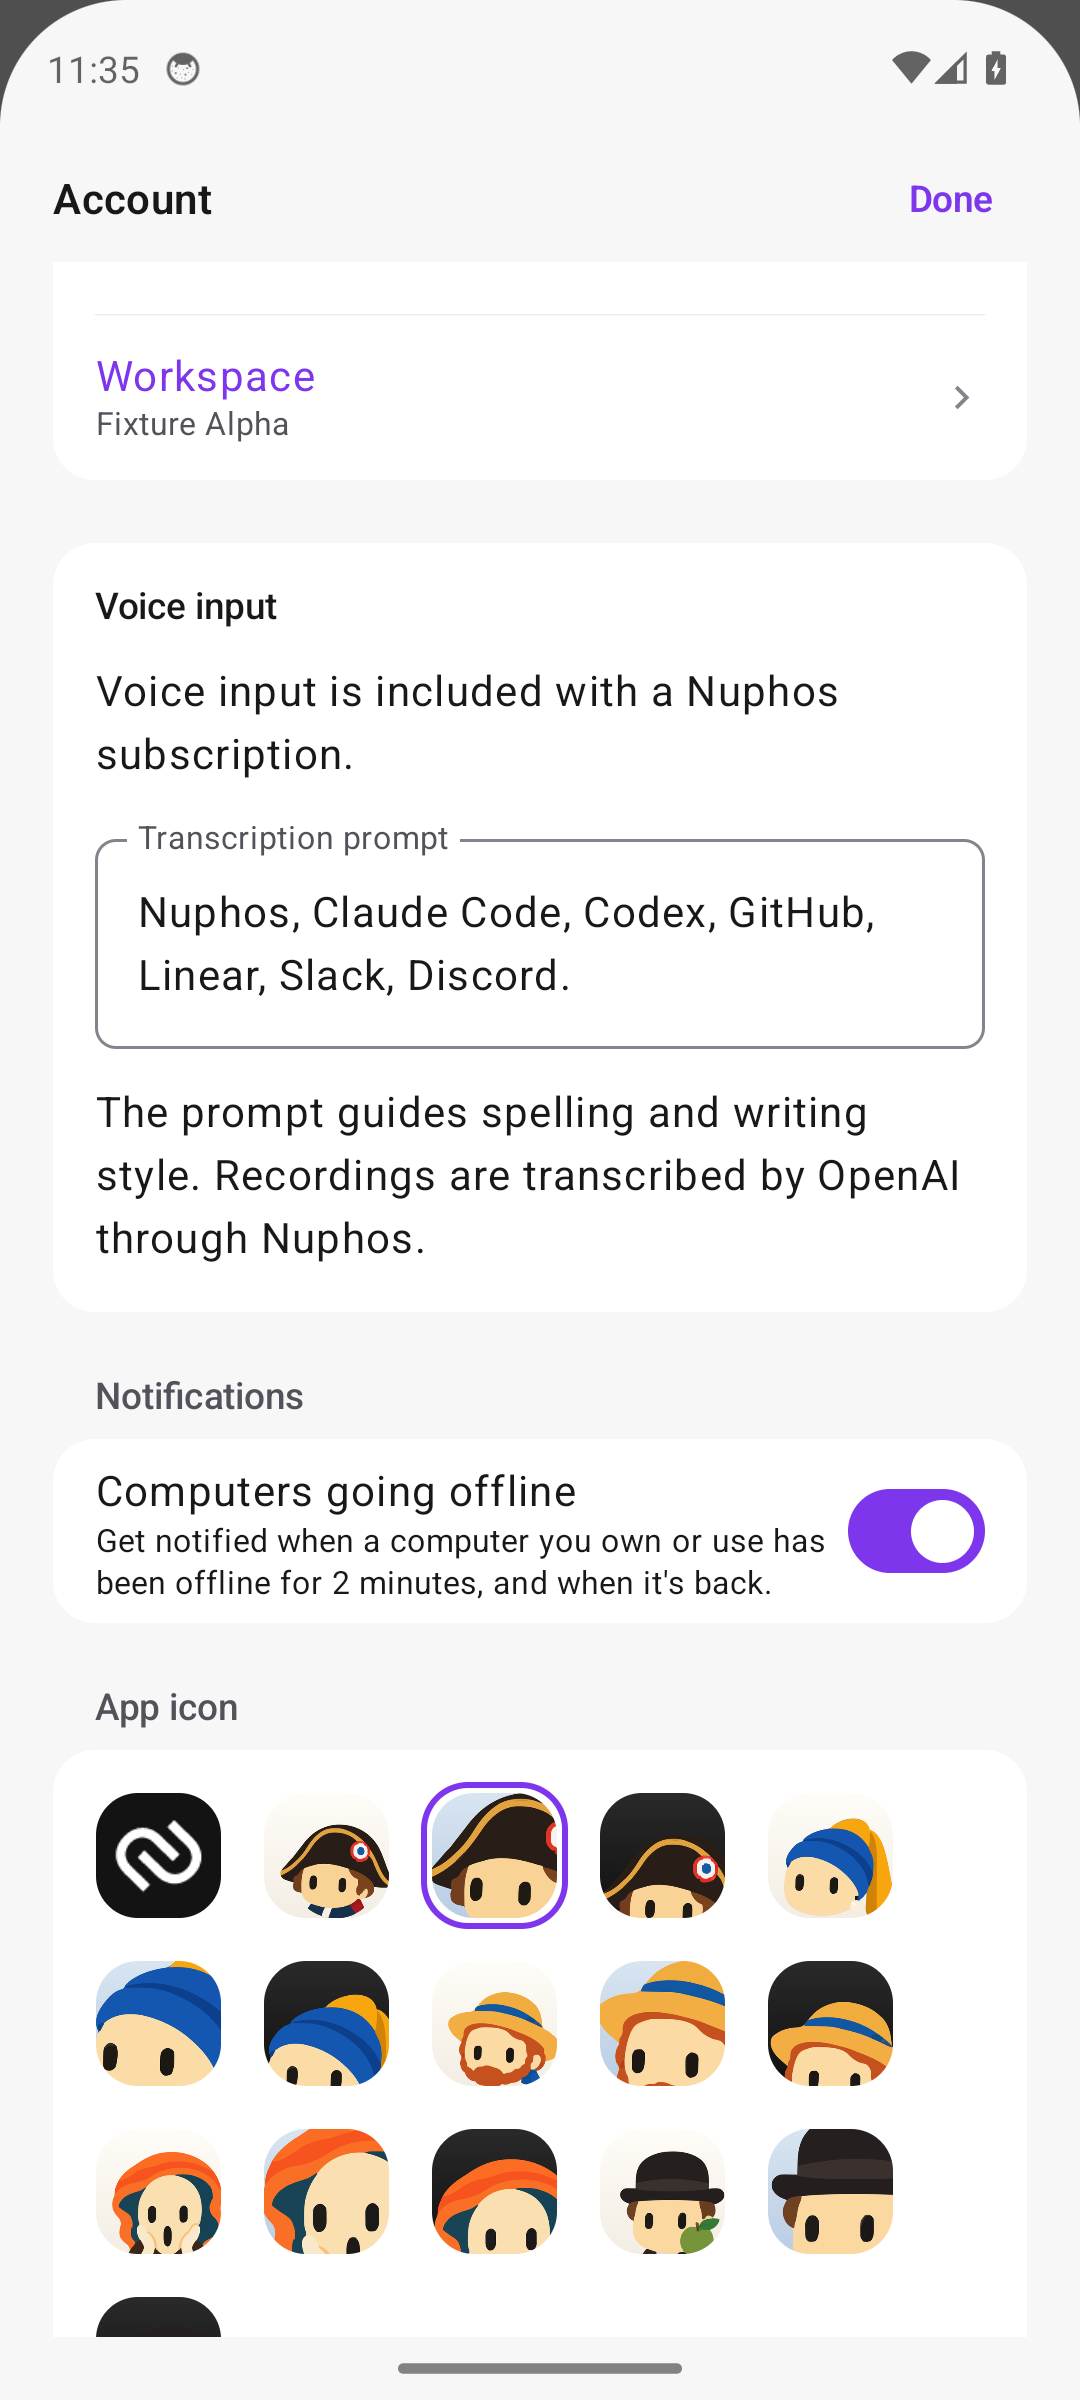 11:35
Account
Done
Workspace
Fixture Alpha
Voice input
Voice input is included with a Nuphos
subscription.
Transcription prompt
Nuphos, Claude Code, Codex, GitHub,
Linear, Slack, Discord.
The prompt guides spelling and writing
style. Recordings are transcribed by OpenAI
through Nuphos.
Notifications
Computers going offline
Get notified when a computer you own or use has
been offline for 2 minutes, and when it's back.
App icon